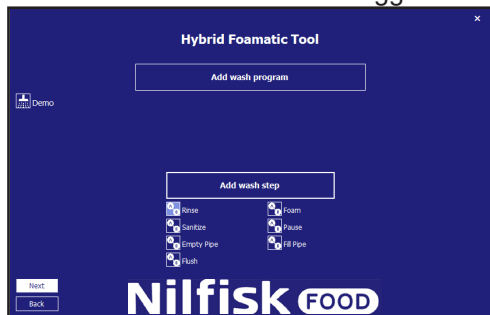 ×
Hybrid Foamatic Tool
Add wash program
Demo
Add wash step
Rinse
Foam
Sanitize
Pause
Empty Pipe
Fill Pipe
Flush
Next
Back
Nilfisk FOOD